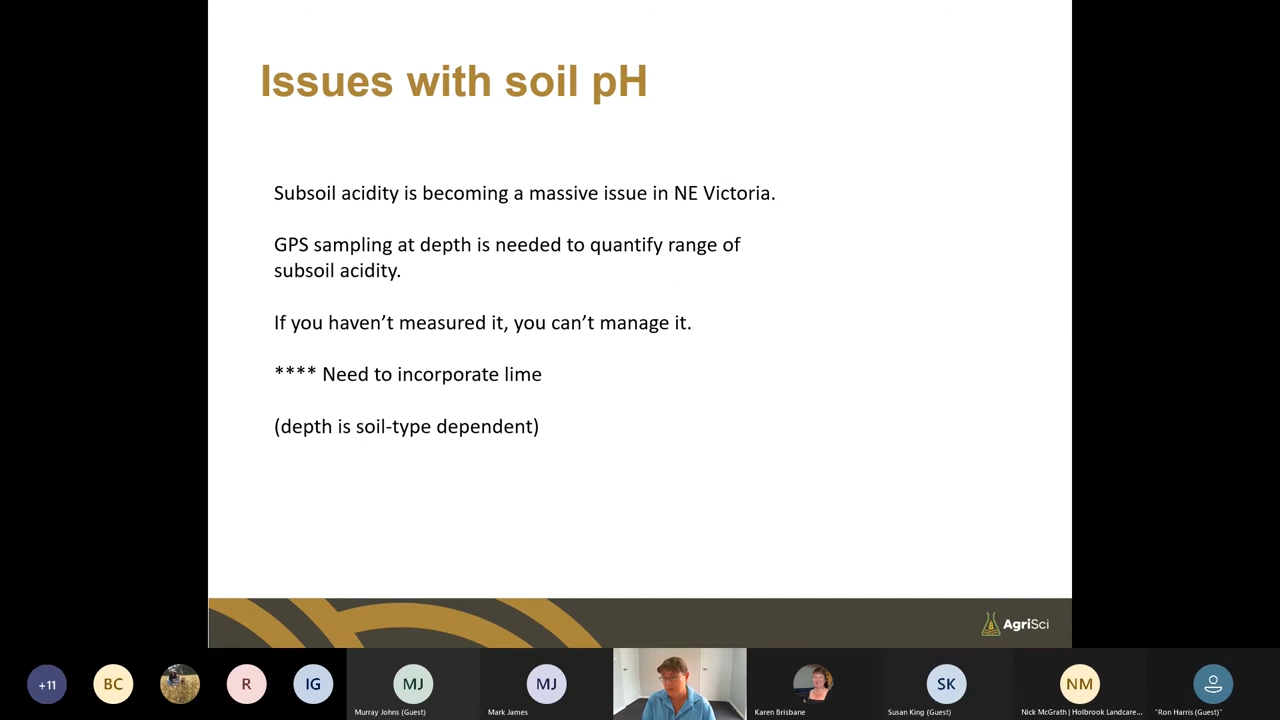 Issues with soil pH
Subsoil acidity is becoming a massive issue in NE Victoria.
GPS sampling at depth is needed to quantify range of
subsoil acidity.
If you haven’t measured it, you can’t manage it.
**** Need to incorporate lime
(depth is soil-type dependent)
AgriSci
+11
BC
R
IG
MJ
MJ
SK
NM
Murray Johns (Guest)
Mark James
Karen Brisbane
Susan King (Guest)
Nick McGrath | Holbrook Landcare...
"Ron Harris (Guest)"